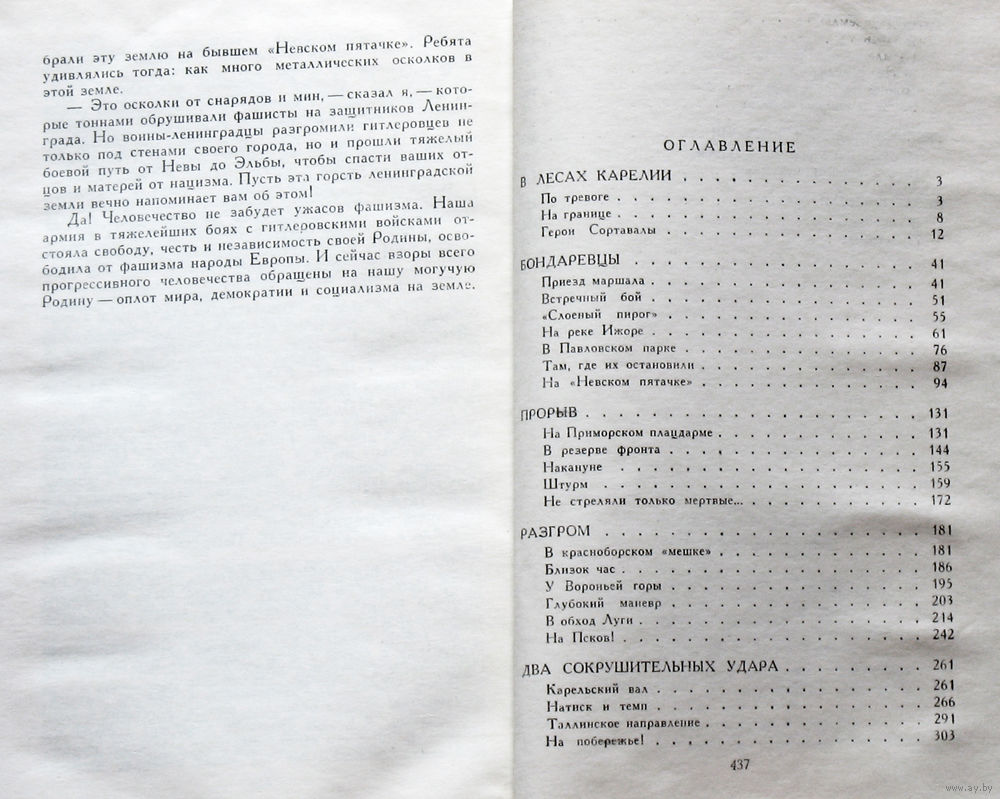 брали эту землю на бывшем «Невском пятачке». Ребята
удивлялись тогда: как много металлических осколков в
этой земле.
— Это осколки от снарядов и мин, — сказал я, — кото-
рые тоннами обрушивали фашисты на защитников Ленин-
града. Но воины-ленинградцы разгромили гитлеровцев не
только под стенами своего города, но и прошли тяжелый
боевой путь от Невы до Эльбы, чтобы спасти ваших от-
цов и матерей от нацизма. Пусть эта горсть ленинградской
земли вечно напоминает вам об этом!
Да! Человечество не забудет ужасов фашизма. Наша
армия в тяжелейших боях с гитлеровскими войсками от-
стояла свободу, честь и независимость своей Родины, осво-
бодила от фашизма народы Европы. И сейчас взоры всего
прогрессивного человечества обращены на нашу могучую
Родину — оплот мира, демократии и социализма на земле.
ОГЛАВЛЕНИЕ
В ЛЕСАХ КАРЕЛИИ . . . . . . . . . . . . 3
По тревоге . . . . . . . . . . . . . . 3
На границе . . . . . . . . . . . . . . 8
Герои Сортавалы . . . . . . . . . . . . 12
БОНДАРЕВЦЫ . . . . . . . . . . . . . . 41
Приезд маршала . . . . . . . . . . . . 41
Встречный бой . . . . . . . . . . . . . 51
«Слоеный пирог» . . . . . . . . . . . . 55
На реке Ижоре . . . . . . . . . . . . . 61
В Павловском парке . . . . . . . . . . 76
Там, где их остановили . . . . . . . . . 87
На «Невском пятачке» . . . . . . . . . 94
ПРОРЫВ . . . . . . . . . . . . . . . . 131
На Приморском плацдарме . . . . . . . . 131
В резерве фронта . . . . . . . . . . . 144
Накануне . . . . . . . . . . . . . . . 155
Штурм . . . . . . . . . . . . . . . . 159
Не стреляли только мертвые... . . . . . . 172
РАЗГРОМ . . . . . . . . . . . . . . . 181
В красноборском «мешке» . . . . . . . . 181
Близок час . . . . . . . . . . . . . . 186
У Вороньей горы . . . . . . . . . . . . 195
Глубокий маневр . . . . . . . . . . . . 203
В обход Луги . . . . . . . . . . . . . 214
На Псков! . . . . . . . . . . . . . . 242
ДВА СОКРУШИТЕЛЬНЫХ УДАРА . . . . . . . 261
Карельский вал . . . . . . . . . . . . 261
Натиск и темп . . . . . . . . . . . . . 266
Таллинское направление . . . . . . . . . 291
На побережье! . . . . . . . . . . . . . 303
437
www.ay.by